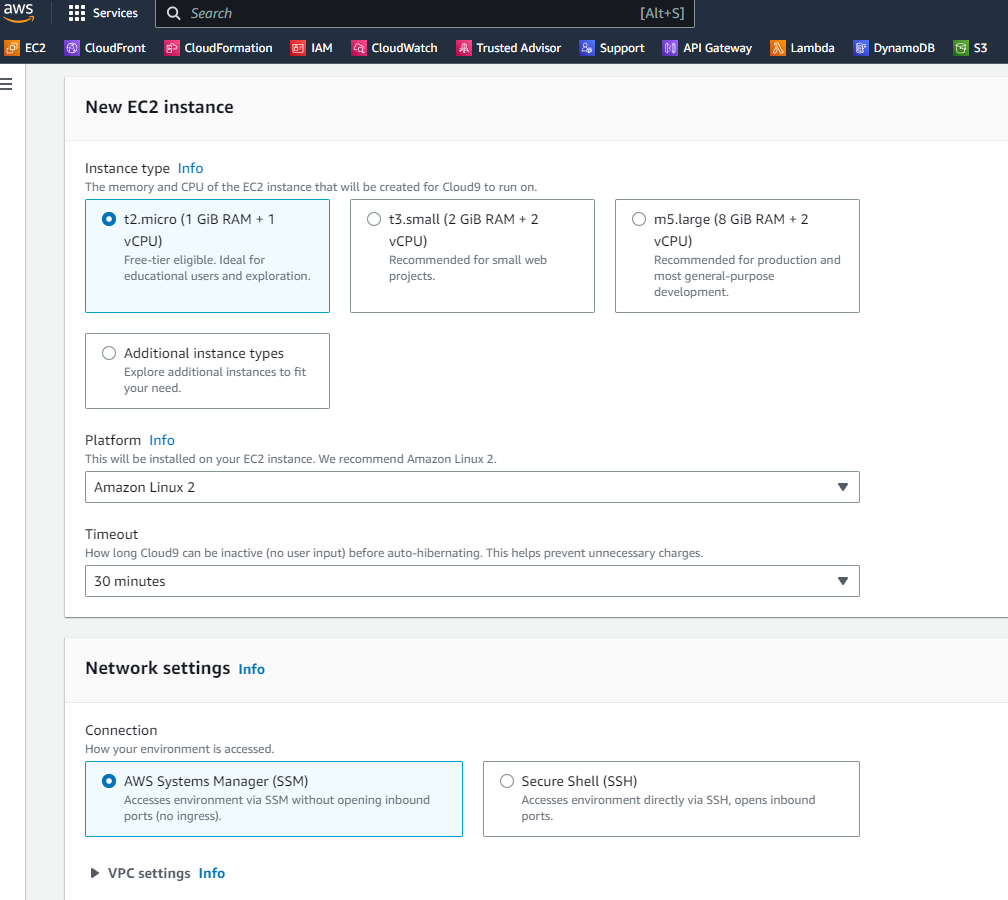 aws Services Search [Alt+S]
EC2 CloudFront CloudFormation IAM CloudWatch Trusted Advisor Support API Gateway Lambda DynamoDB S3
New EC2 instance
Instance type Info
The memory and CPU of the EC2 instance that will be created for Cloud9 to run on.
t2.micro (1 GiB RAM + 1
vCPU)
Free-tier eligible. Ideal for
educational users and exploration.
t3.small (2 GiB RAM + 2
vCPU)
Recommended for small web
projects.
m5.large (8 GiB RAM + 2
vCPU)
Recommended for production and
most general-purpose
development.
Additional instance types
Explore additional instances to fit
your need.
Platform Info
This will be installed on your EC2 instance. We recommend Amazon Linux 2.
Amazon Linux 2
Timeout
How long Cloud9 can be inactive (no user input) before auto-hibernating. This helps prevent unnecessary charges.
30 minutes
Network settings Info
Connection
How your environment is accessed.
AWS Systems Manager (SSM)
Accesses environment via SSM without opening inbound
ports (no ingress).
Secure Shell (SSH)
Accesses environment directly via SSH, opens inbound
ports.
VPC settings Info